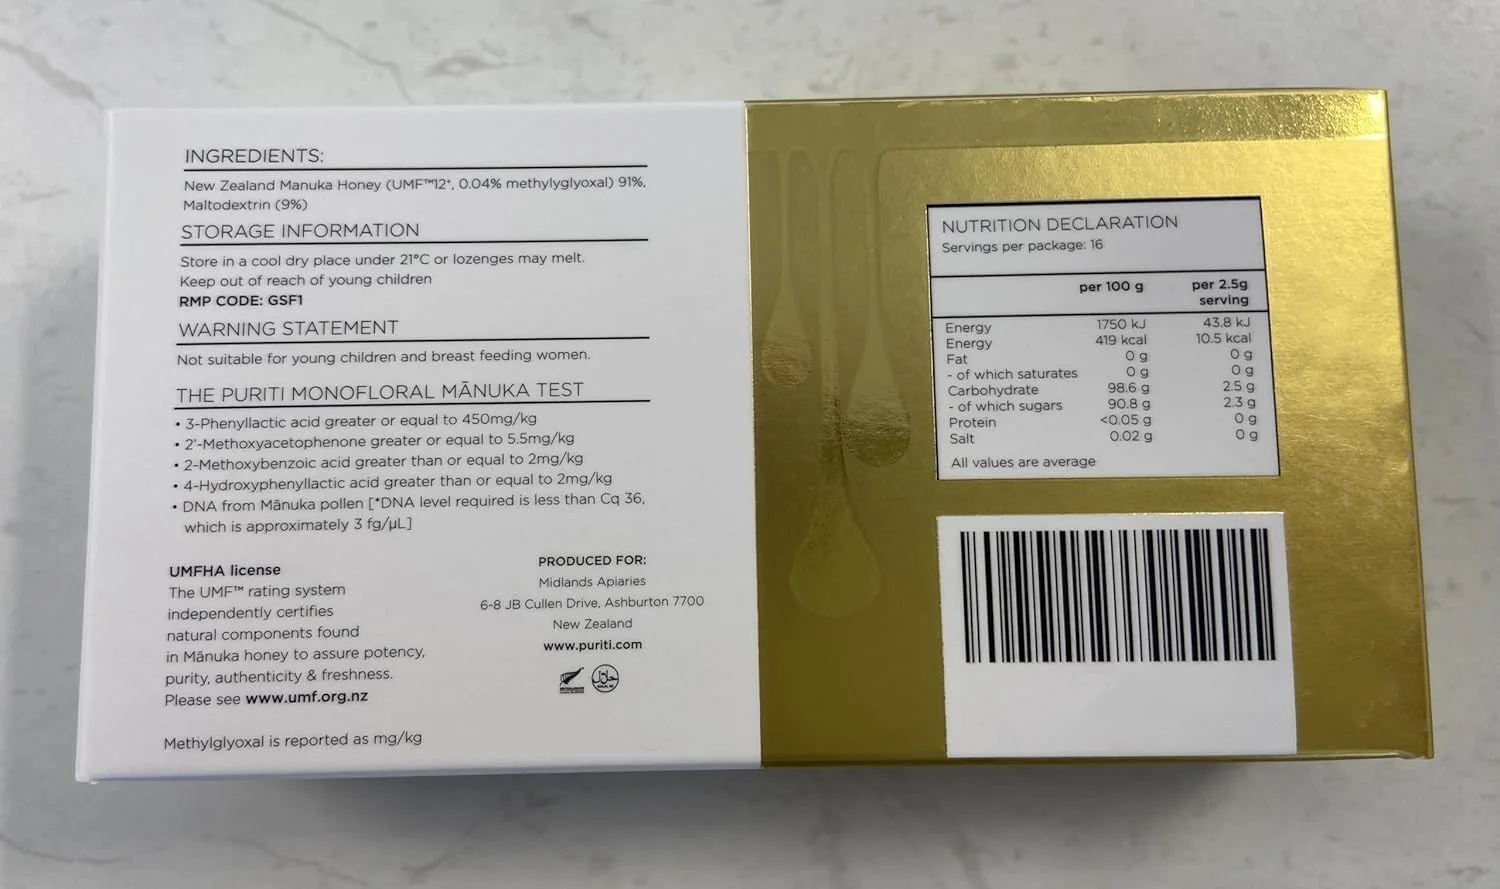 INGREDIENTS:
New Zealand Manuka Honey (UMF™12⁺, 0.04% methylyglyoxal) 91%,
Maltodextrin (9%)
STORAGE INFORMATION
Store in a cool dry place under 21°C or lozenges may melt.
Keep out of reach of young children
RMP CODE: GSF1
WARNING STATEMENT
Not suitable for young children and breast feeding women.
THE PURITI MONOFLORAL MĀNUKA TEST
• 3-Phenyllactic acid greater or equal to 450mg/kg
• 2'-Methoxyacetophenone greater or equal to 5.5mg/kg
• 2-Methoxybenzoic acid greater than or equal to 2mg/kg
• 4-Hydroxyphenyllactic acid greater than or equal to 2mg/kg
• DNA from Mānuka pollen [*DNA level required is less than Cq 36,
which is approximately 3 fg/µL]
UMFHA license
The UMF™ rating system
independently certifies
natural components found
in Mānuka honey to assure potency,
purity, authenticity & freshness.
Please see www.umf.org.nz
Methylglyoxal is reported as mg/kg
PRODUCED FOR:
Midlands Apiaries
6-8 JB Cullen Drive, Ashburton 7700
New Zealand
www.puriti.com
حلال
NUTRITION DECLARATION
Servings per package: 16
per 100 g per 2.5g
serving
Energy 1750 kJ 43.8 kJ
Energy 419 kcal 10.5 kcal
Fat 0 g 0 g
- of which saturates 0 g 0 g
Carbohydrate 98.6 g 2.5 g
- of which sugars 90.8 g 2.3 g
Protein <0.05 g 0 g
Salt 0.02 g 0 g
All values are average